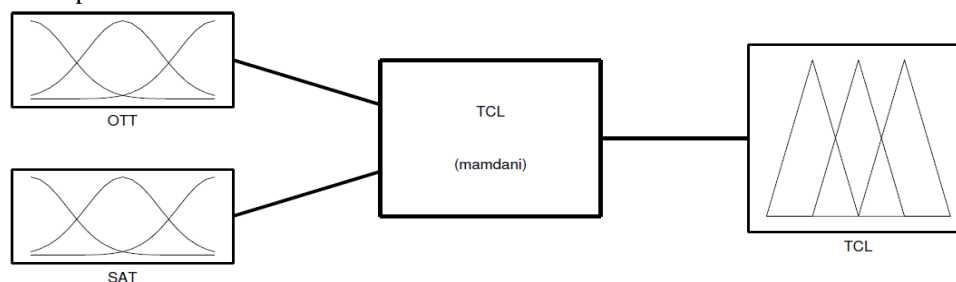 OTT
TCL
(mamdani)
TCL
SAT